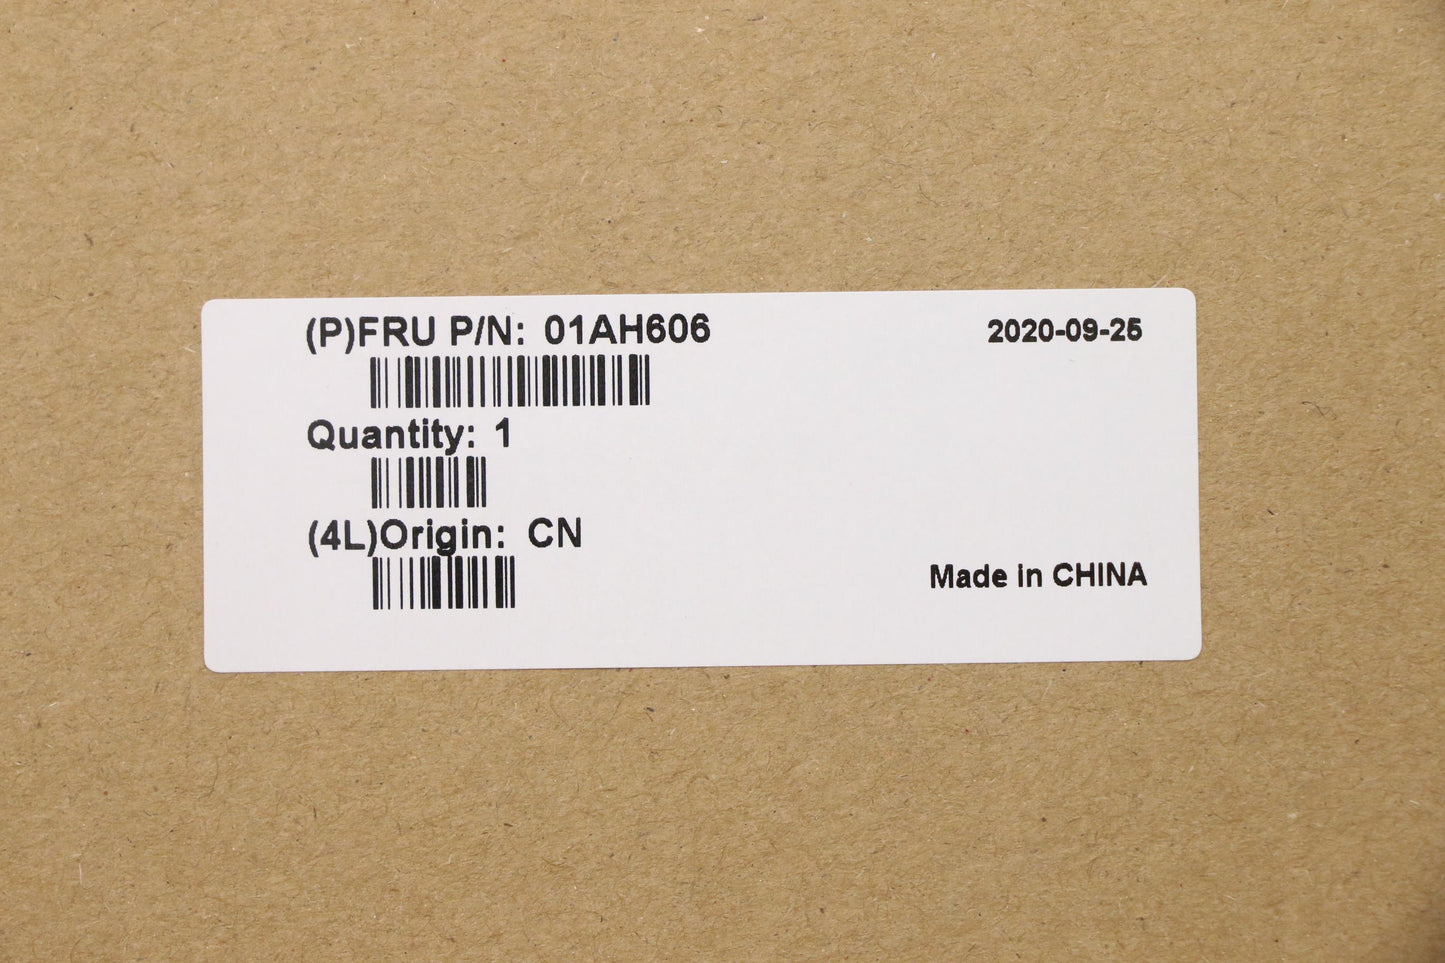 (P)FRU P/N: 01AH606
2020-09-25
Quantity: 1
(4L)Origin: CN
Made in CHINA